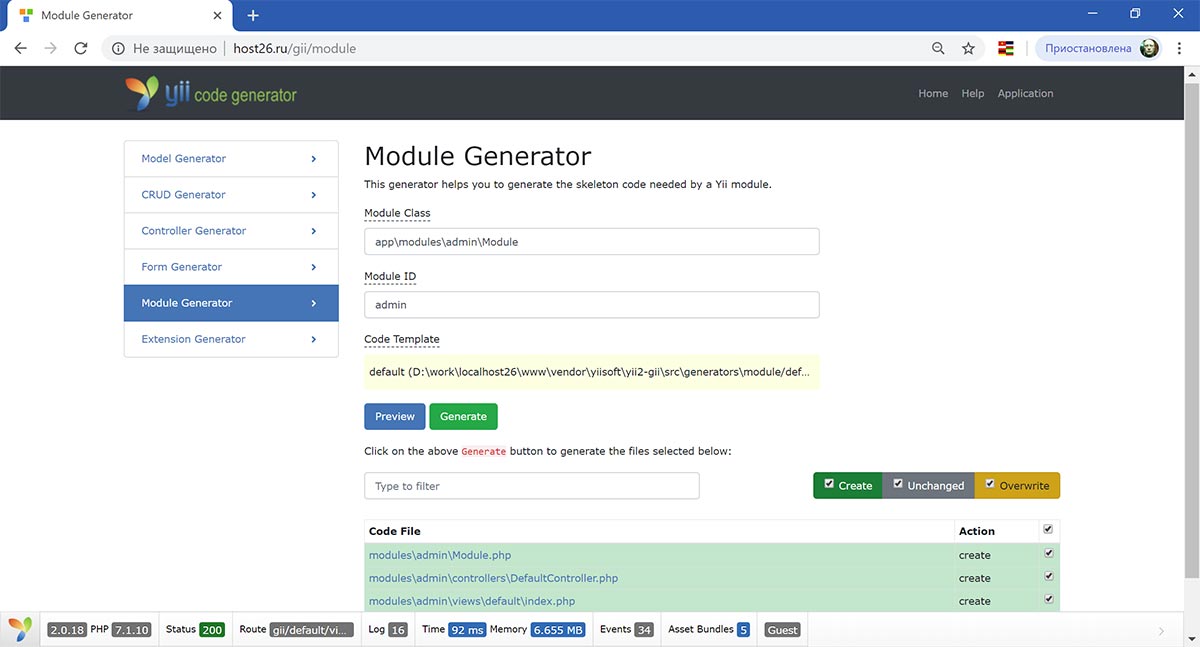 Module Generator
Не защищено | host26.ru/gii/module
Приостановлена
yii code generator
Home Help Application
Model Generator
CRUD Generator
Controller Generator
Form Generator
Module Generator
Extension Generator
Module Generator
This generator helps you to generate the skeleton code needed by a Yii module.
Module Class
app\modules\admin\Module
Module ID
admin
Code Template
default (D:\work\localhost26\www\vendor\yiisoft\yii2-gii\src\generators\module/def...
Preview Generate
Click on the above Generate button to generate the files selected below:
Type to filter
Create Unchanged Overwrite
Code File Action
modules\admin\Module.php create
modules\admin\controllers\DefaultController.php create
modules\admin\views\default\index.php create
2.0.18 PHP 7.1.10 Status 200 Route gii/default/vi... Log 16 Time 92 ms Memory 6.655 MB Events 34 Asset Bundles 5 Guest